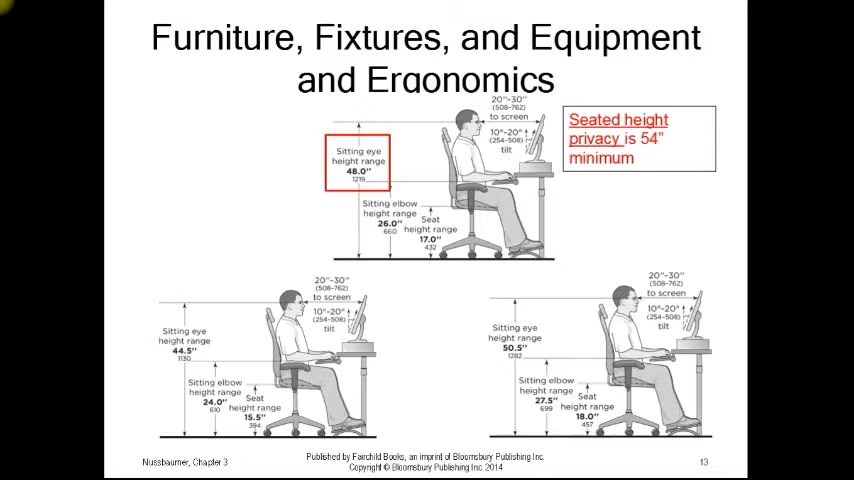 Furniture, Fixtures, and Equipment
and Ergonomics
20"–30"
(508-762)
to screen
10°–20°
(254-508)
tilt
Sitting eye
height range
48.0"
1219
Sitting elbow
height range
26.0"
660
Seat
height range
17.0"
432
Seated height
privacy is 54”
minimum
20"–30"
(508-762)
to screen
10°–20°
(254-508)
tilt
Sitting eye
height range
44.5"
1130
Sitting elbow
height range
24.0"
610
Seat
height range
15.5"
394
20"–30"
(508-762)
to screen
10°–20°
(254-508)
tilt
Sitting eye
height range
50.5"
1282
Sitting elbow
height range
27.5"
699
Seat
height range
18.0"
457
Nussbaumer, Chapter 3
Published by Fairchild Books, an imprint of Bloomsbury Publishing Inc.
Copyright © Bloomsbury Publishing Inc. 2014
13